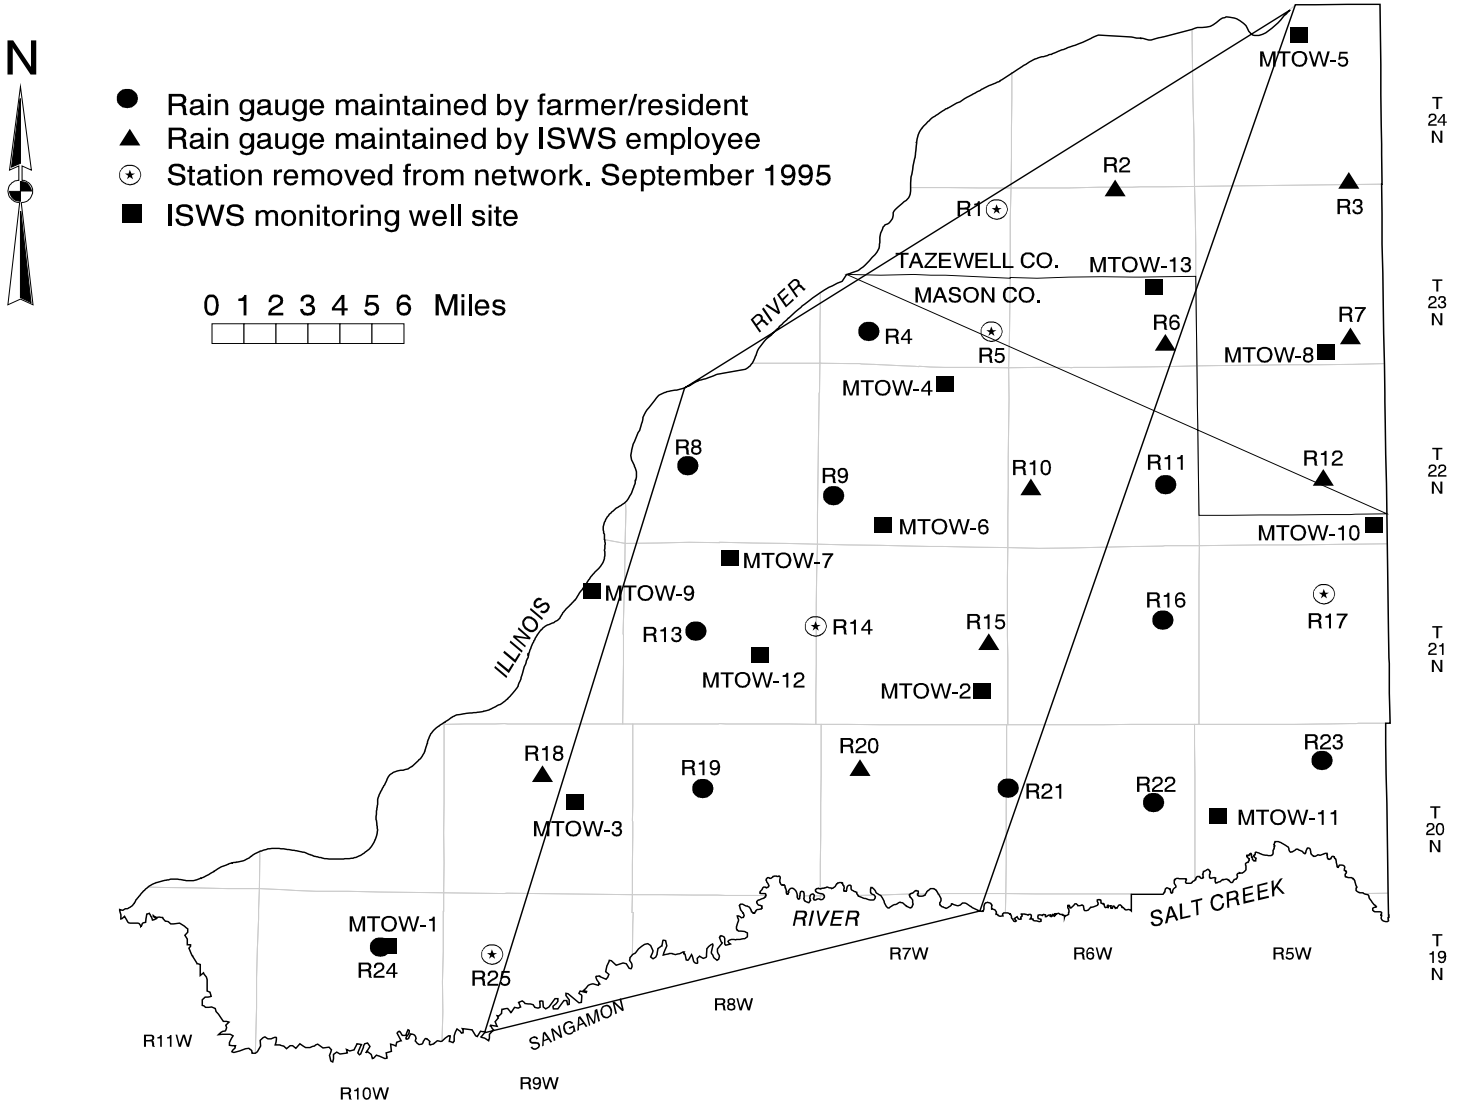 N
Rain gauge maintained by farmer/resident
Rain gauge maintained by ISWS employee
Station removed from network. September 1995
ISWS monitoring well site
0 1 2 3 4 5 6 Miles
MTOW-5
T
24
N
R2
R3
R1
TAZEWELL CO.
MTOW-13
MASON CO.
RIVER
T
23
N
R4
R5
R6
R7
MTOW-8
MTOW-4
R8
R9
R10
R11
R12
T
22
N
MTOW-6
MTOW-10
MTOW-7
MTOW-9
ILLINOIS
R13
R14
R15
R16
R17
T
21
N
MTOW-12
MTOW-2
R18
R19
R20
R21
R22
R23
MTOW-3
MTOW-11
T
20
N
MTOW-1
R24
R25
RIVER
SALT CREEK
SANGAMON
T
19
N
R7W
R6W
R5W
R8W
R11W
R9W
R10W